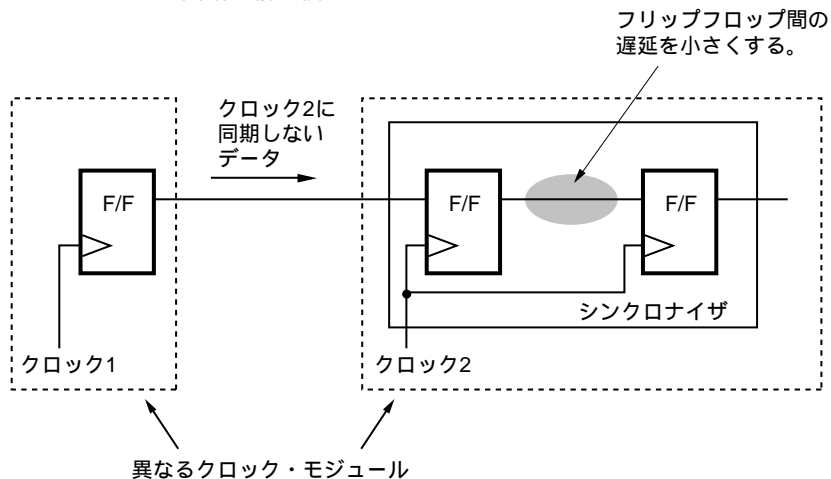 フリップフロップ間の
遅延を小さくする。
クロック2に
同期しない
データ
F/F
F/F
F/F
シンクロナイザ
クロック1
クロック2
異なるクロック・モジュール